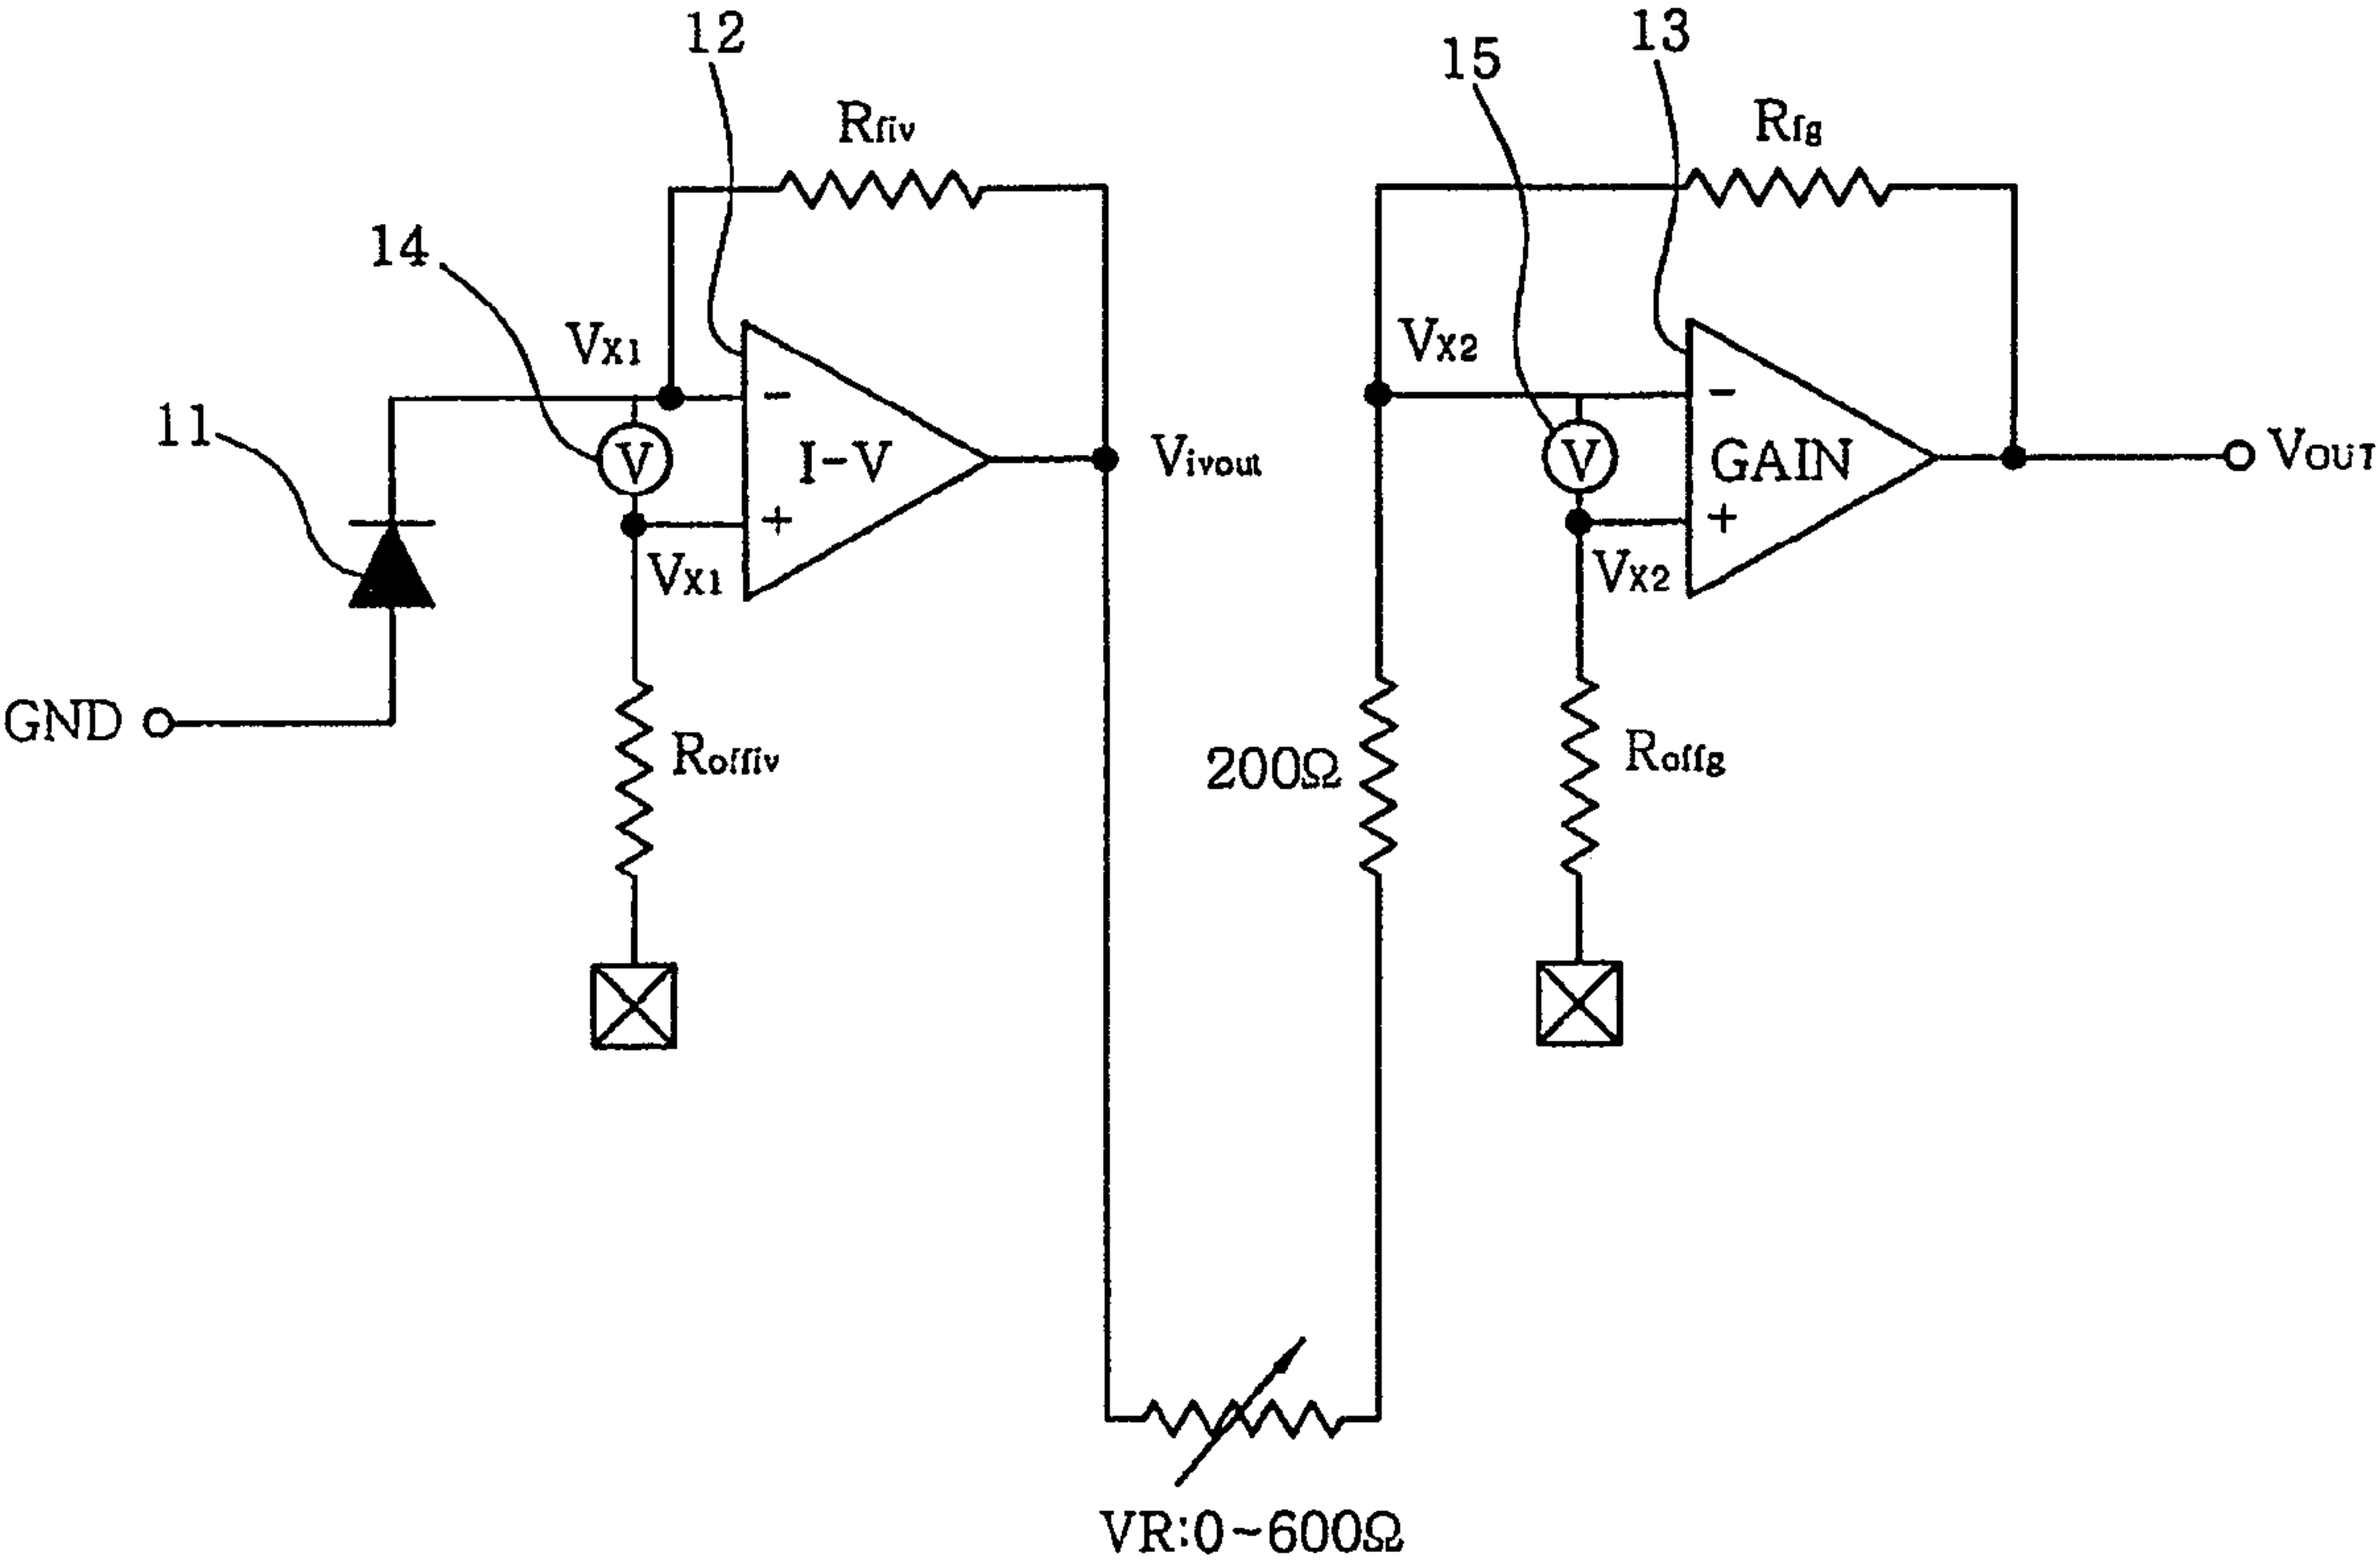 12
15
13
Rfiv
Rfg
14
VX1
VX2
11
V
-
I-V
+
Vivout
V
-
GAIN
+
VOUT
VX1
VX2
GND
Roffiv
200Ω
Roffg
VR:0~600Ω